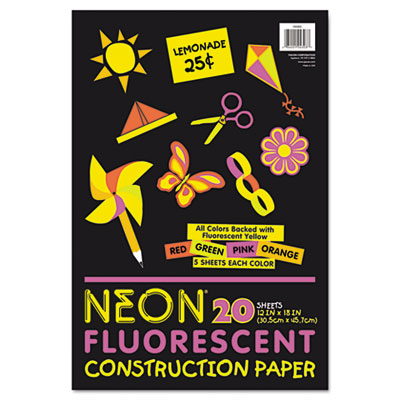 LEMONADE
25¢
All Colors Backed with
Fluorescent Yellow
RED GREEN PINK ORANGE
5 SHEETS EACH COLOR
NEON® 20 SHEETS
12 IN x 18 IN
(30.5cm x 45.7cm)
FLUORESCENT
CONSTRUCTION PAPER